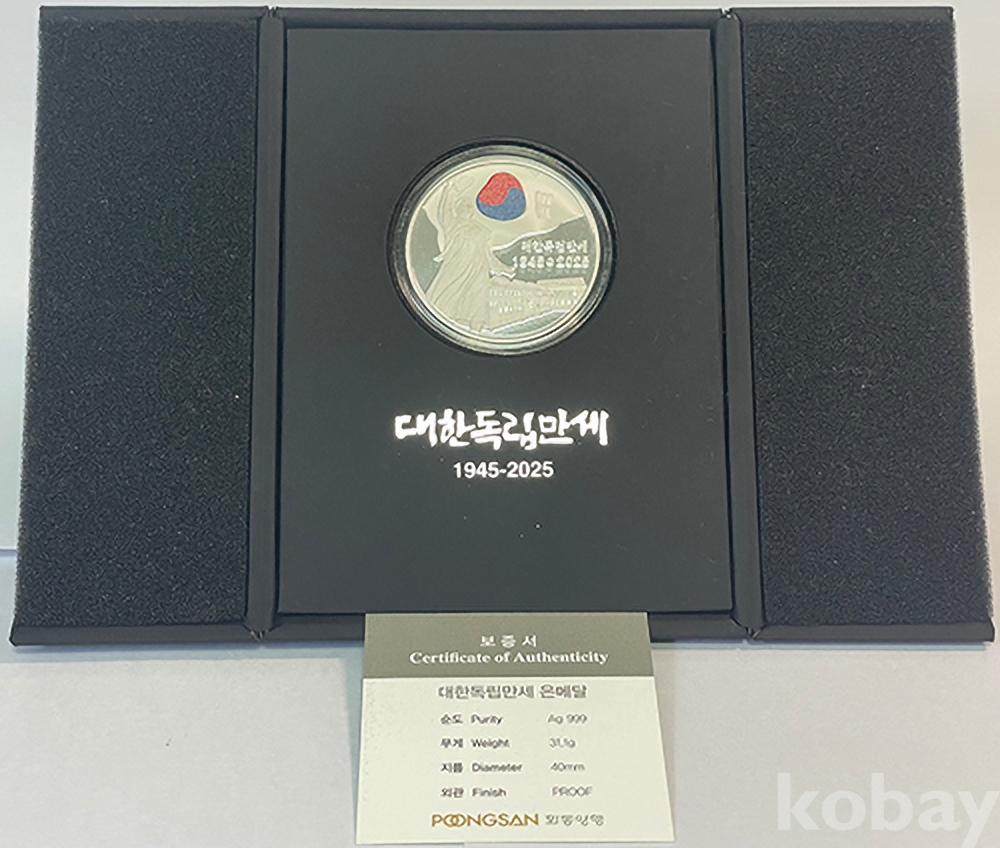 대한독립만세
1945-2025
대한독립만세
1945-2025
보증서
Certificate of Authenticity
대한독립만세 은메달
순도 Purity Ag 999
무게 Weight 31.1g
지름 Diameter 40mm
외관 Finish PROOF
POONGSAN 화동양행
kobay